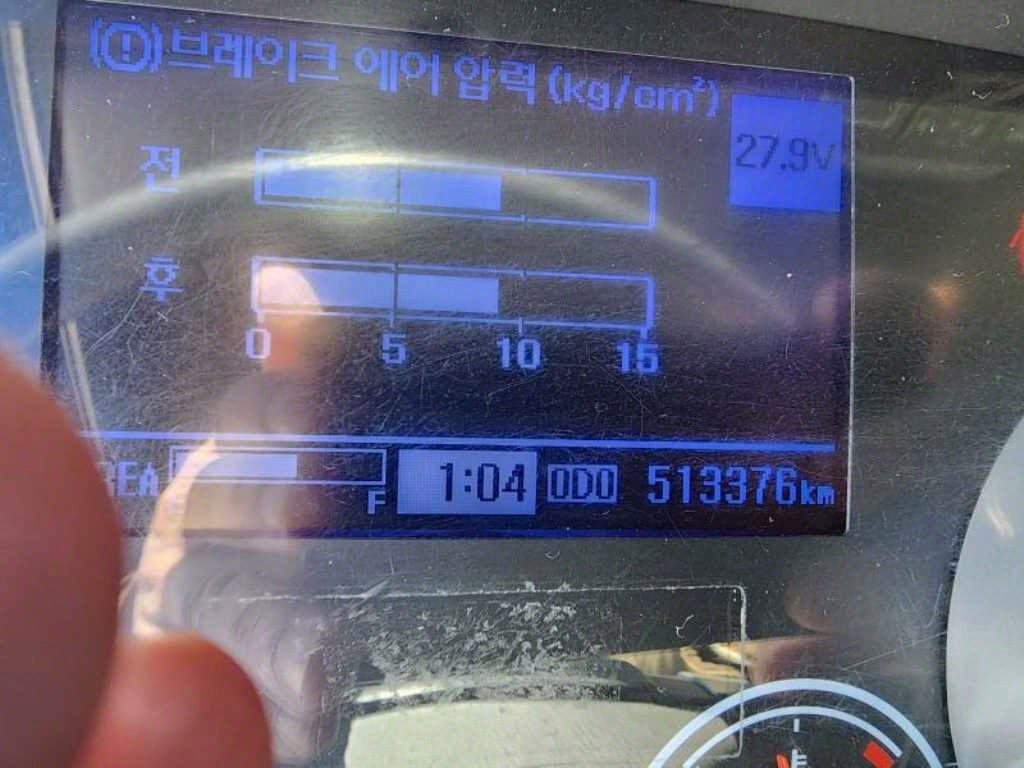 브레이크 에어 압력 (kg/cm²)
27.9V
전
후
0 5 10 15
F 1:04 ODO 513376km